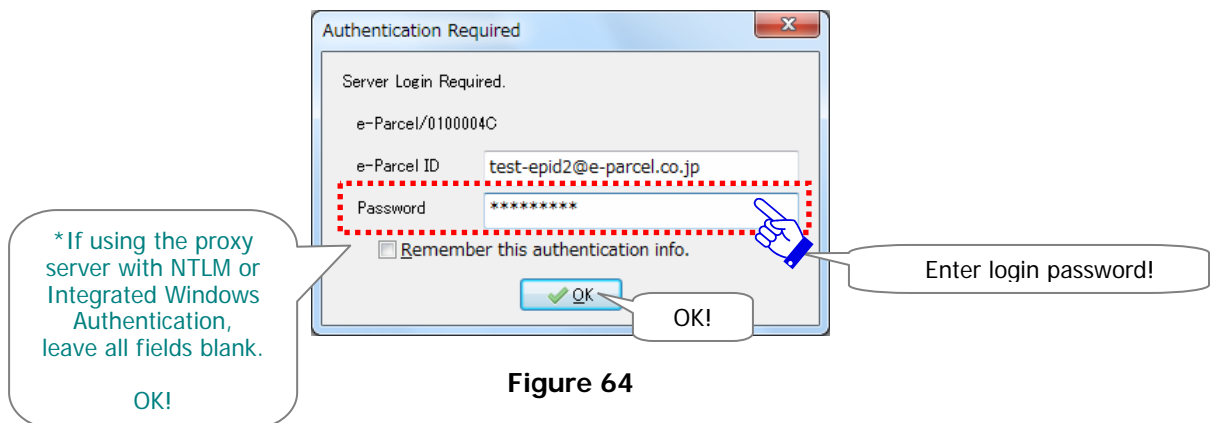 Authentication Required
Server Login Required.
e-Parcel/0100004C
e-Parcel ID test-epid2@e-parcel.co.jp
Password *********
Remember this authentication info.
OK
*If using the proxy
server with NTLM or
Integrated Windows
Authentication,
leave all fields blank.
OK!
Enter login password!
OK!
Figure 64